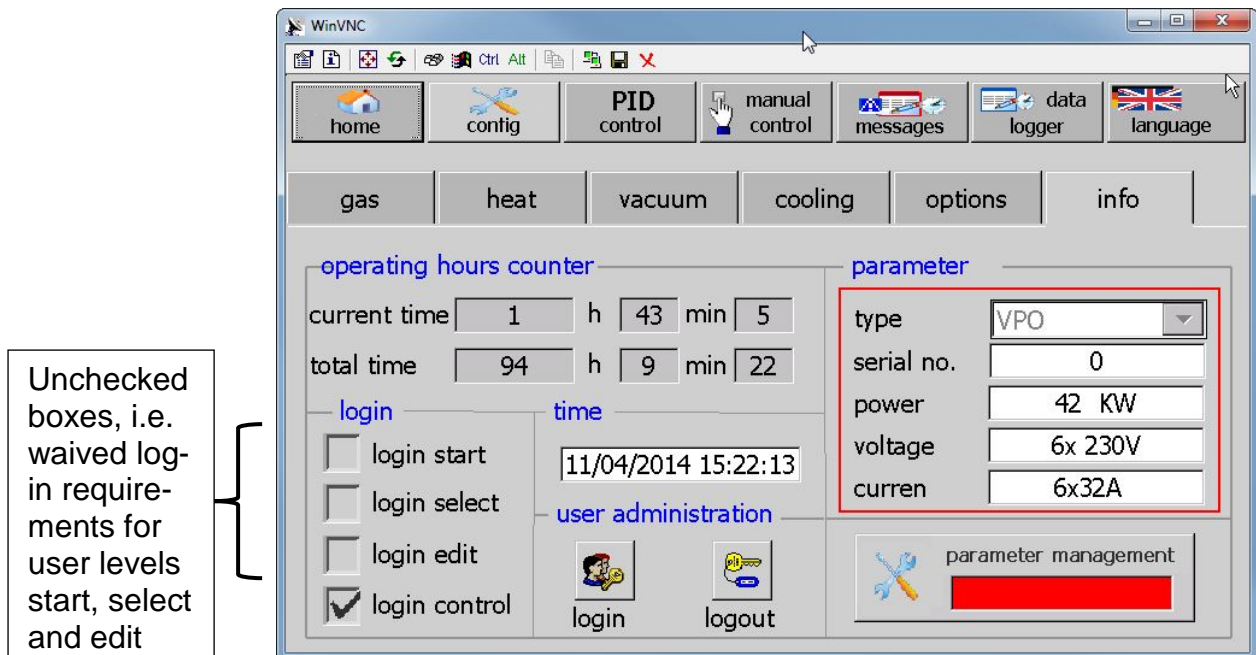 WinVNC
Ctrl Alt
home
config
PID
control
manual
control
messages
data
logger
language
gas heat vacuum cooling options info
operating hours counter
current time 1 h 43 min 5
total time 94 h 9 min 22
parameter
type VPO
serial no. 0
power 42 KW
voltage 6x 230V
curren 6x32A
login
login start
login select
login edit
login control
time
11/04/2014 15:22:13
user administration
login logout
parameter management
Unchecked
boxes, i.e.
waived log-
in require-
ments for
user levels
start, select
and edit